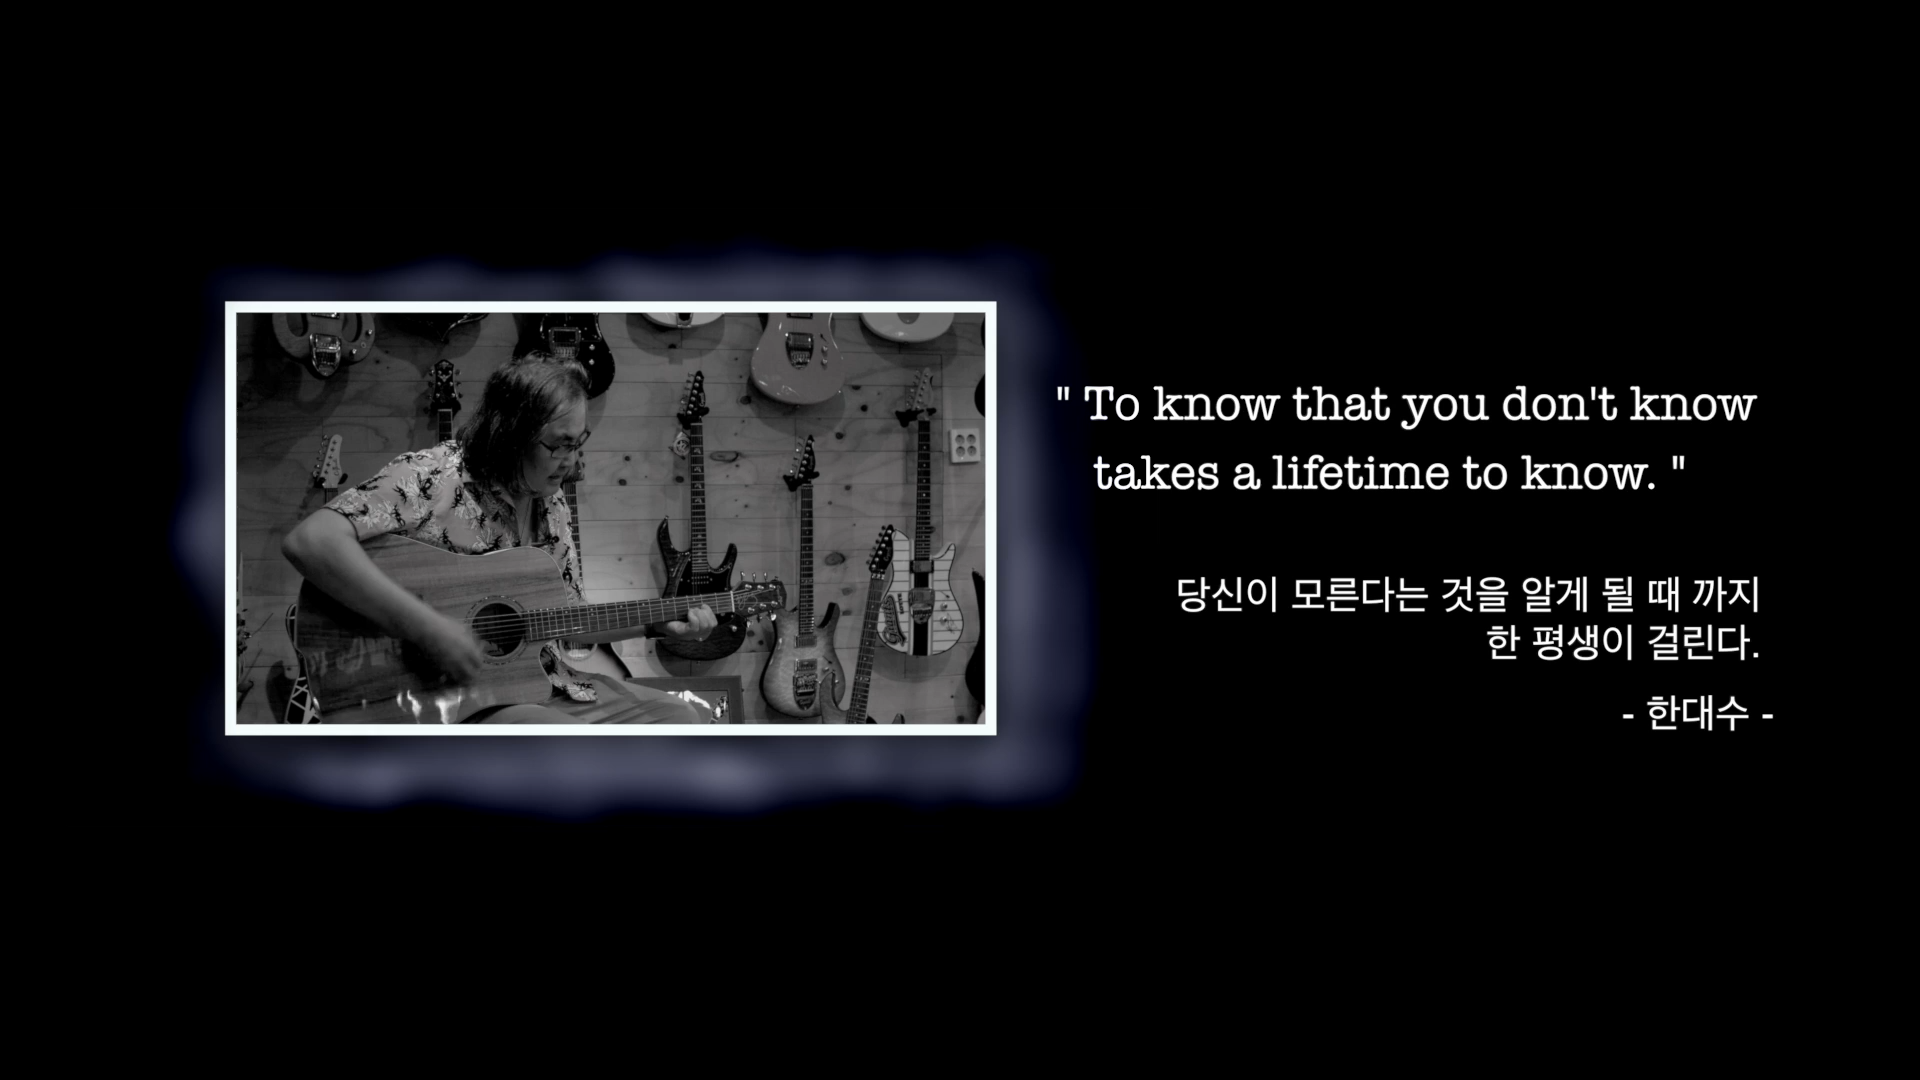 " To know that you don't know
takes a lifetime to know. "
당신이 모른다는 것을 알게 될 때 까지
한 평생이 걸린다.
- 한대수 -